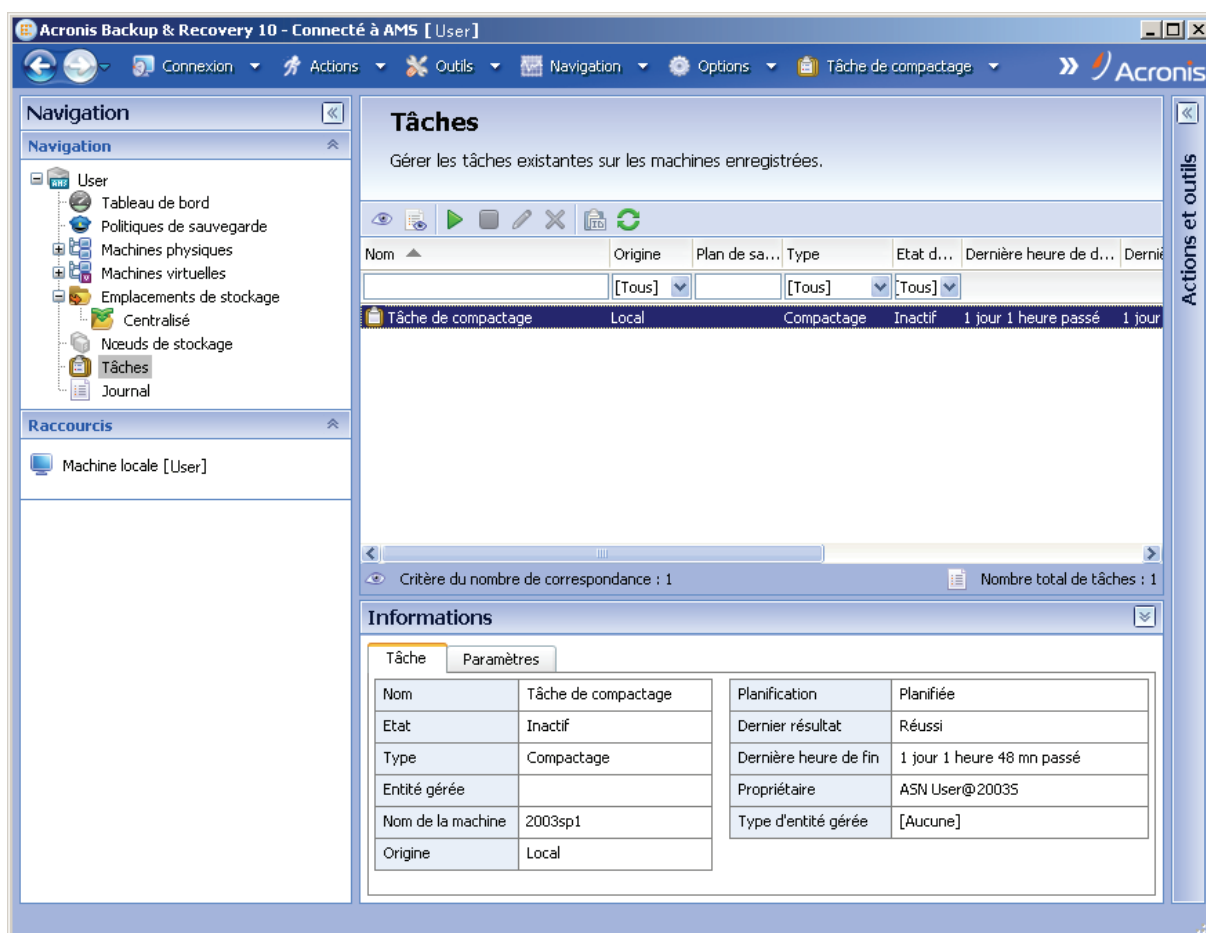 Acronis Backup & Recovery 10 - Connecté à AMS [User]
Connexion Actions Outils Navigation Options Tâche de compactage Acronis
Navigation
Navigation
User
Tableau de bord
Politiques de sauvegarde
Machines physiques
Machines virtuelles
Emplacements de stockage
Centralisé
Nœuds de stockage
Tâches
Journal
Raccourcis
Machine locale [User]
Tâches
Gérer les tâches existantes sur les machines enregistrées.
Nom Origine Plan de sa... Type Etat d... Dernière heure de d... Derniè
[Tous] [Tous] [Tous]
Tâche de compactage Local Compactage Inactif 1 jour 1 heure passé 1 jour
Critère du nombre de correspondance : 1
Nombre total de tâches : 1
Informations
Tâche Paramètres
Nom Tâche de compactage
Etat Inactif
Type Compactage
Entité gérée
Nom de la machine 2003sp1
Origine Local
Planification Planifiée
Dernier résultat Réussi
Dernière heure de fin 1 jour 1 heure 48 mn passé
Propriétaire ASN User@2003S
Type d'entité gérée [Aucune]
Actions et outils